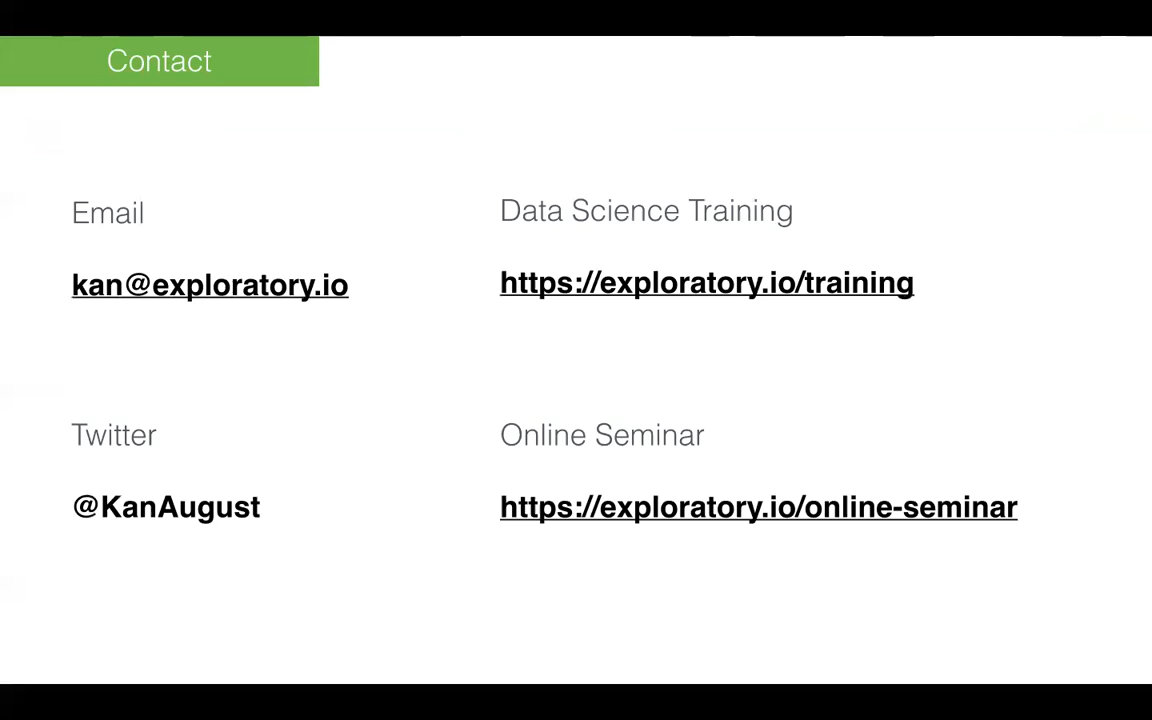 Contact
Email
kan@exploratory.io
Data Science Training
https://exploratory.io/training
Twitter
@KanAugust
Online Seminar
https://exploratory.io/online-seminar